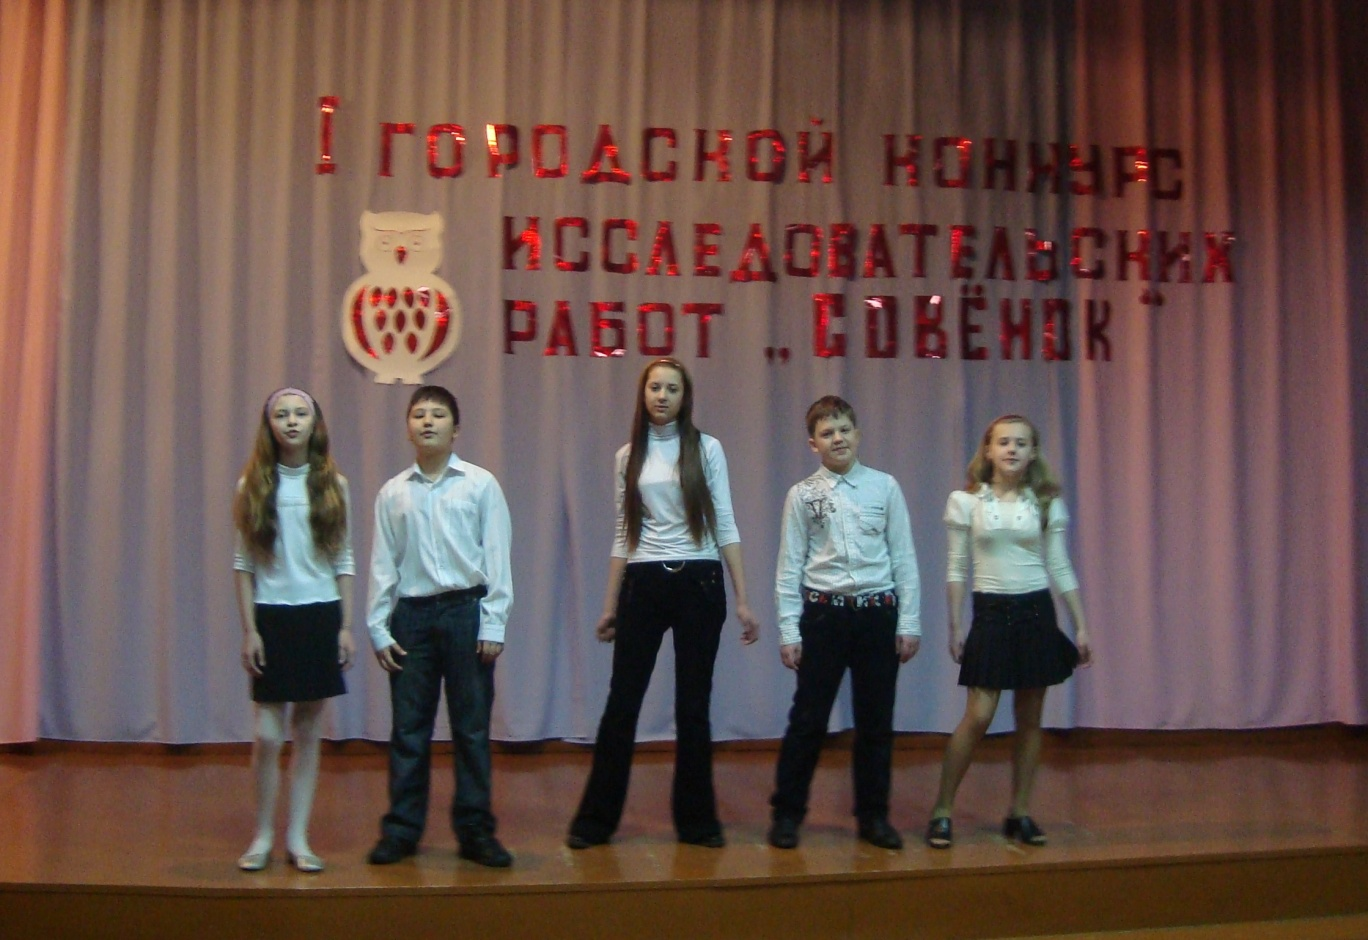 I ГОРОДСКОЙ КОНКУРС
ИССЛЕДОВАТЕЛЬСКИХ
РАБОТ „СОВЁНОК“